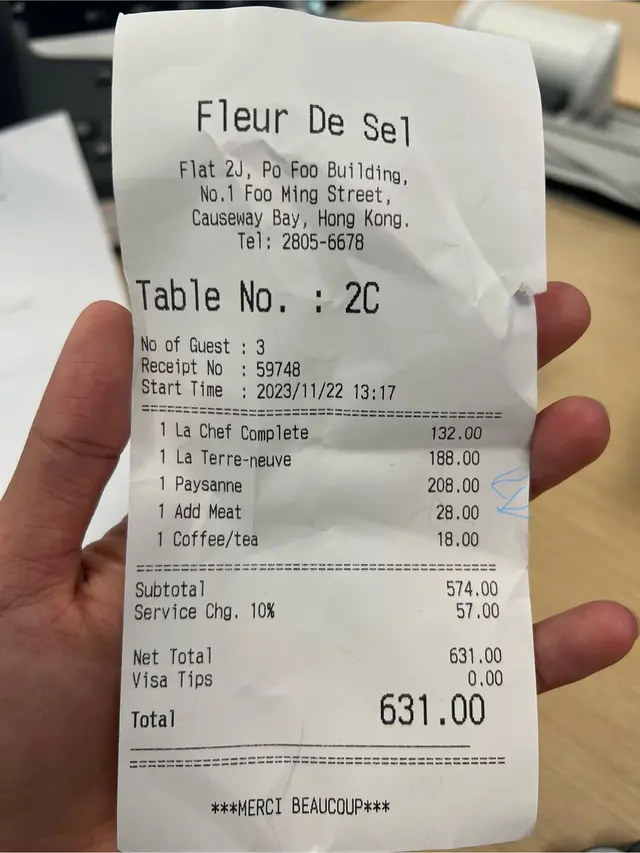 Fleur De Sel
Flat 2J, Po Foo Building,
No.1 Foo Ming Street,
Causeway Bay, Hong Kong.
Tel: 2805-6678
Table No. : 2C
No of Guest : 3
Receipt No : 59748
Start Time : 2023/11/22 13:17
1 La Chef Complete 132.00
1 La Terre-neuve 188.00
1 Paysanne 208.00
1 Add Meat 28.00
1 Coffee/tea 18.00
Subtotal 574.00
Service Chg. 10% 57.00
Net Total 631.00
Visa Tips 0.00
Total 631.00
***MERCI BEAUCOUP***